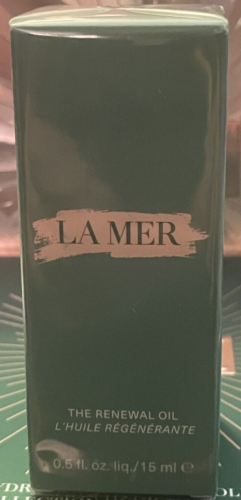 LA MER
THE RENEWAL OIL
L'HUILE RÉGÉNÉRANTE
0.5 fl. oz. liq./15 ml ℮